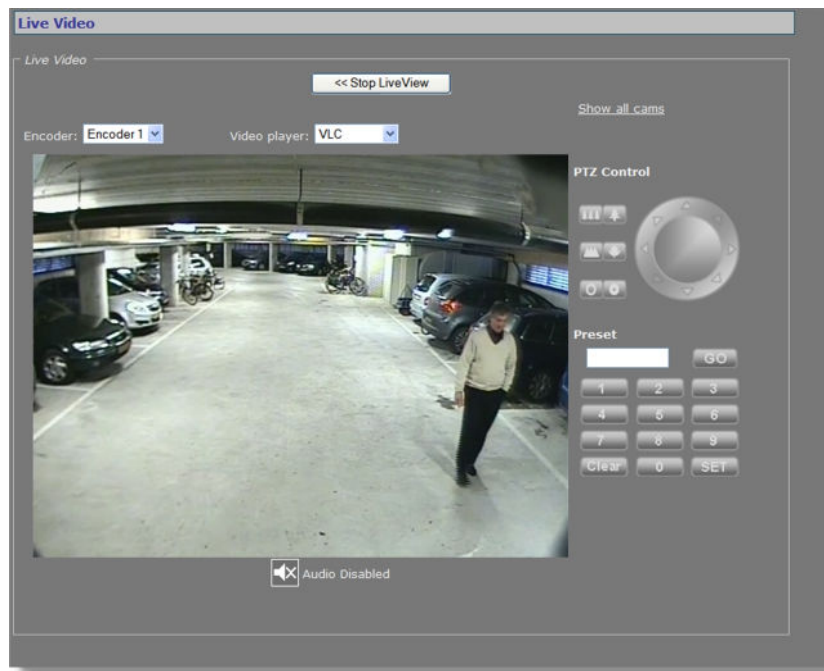 Live Video
Live Video
<< Stop LiveView
Show all cams
Encoder: Encoder 1 Video player: VLC
PTZ Control
Preset
GO
1 2 3
4 5 6
7 8 9
Clear 0 SET
Audio Disabled